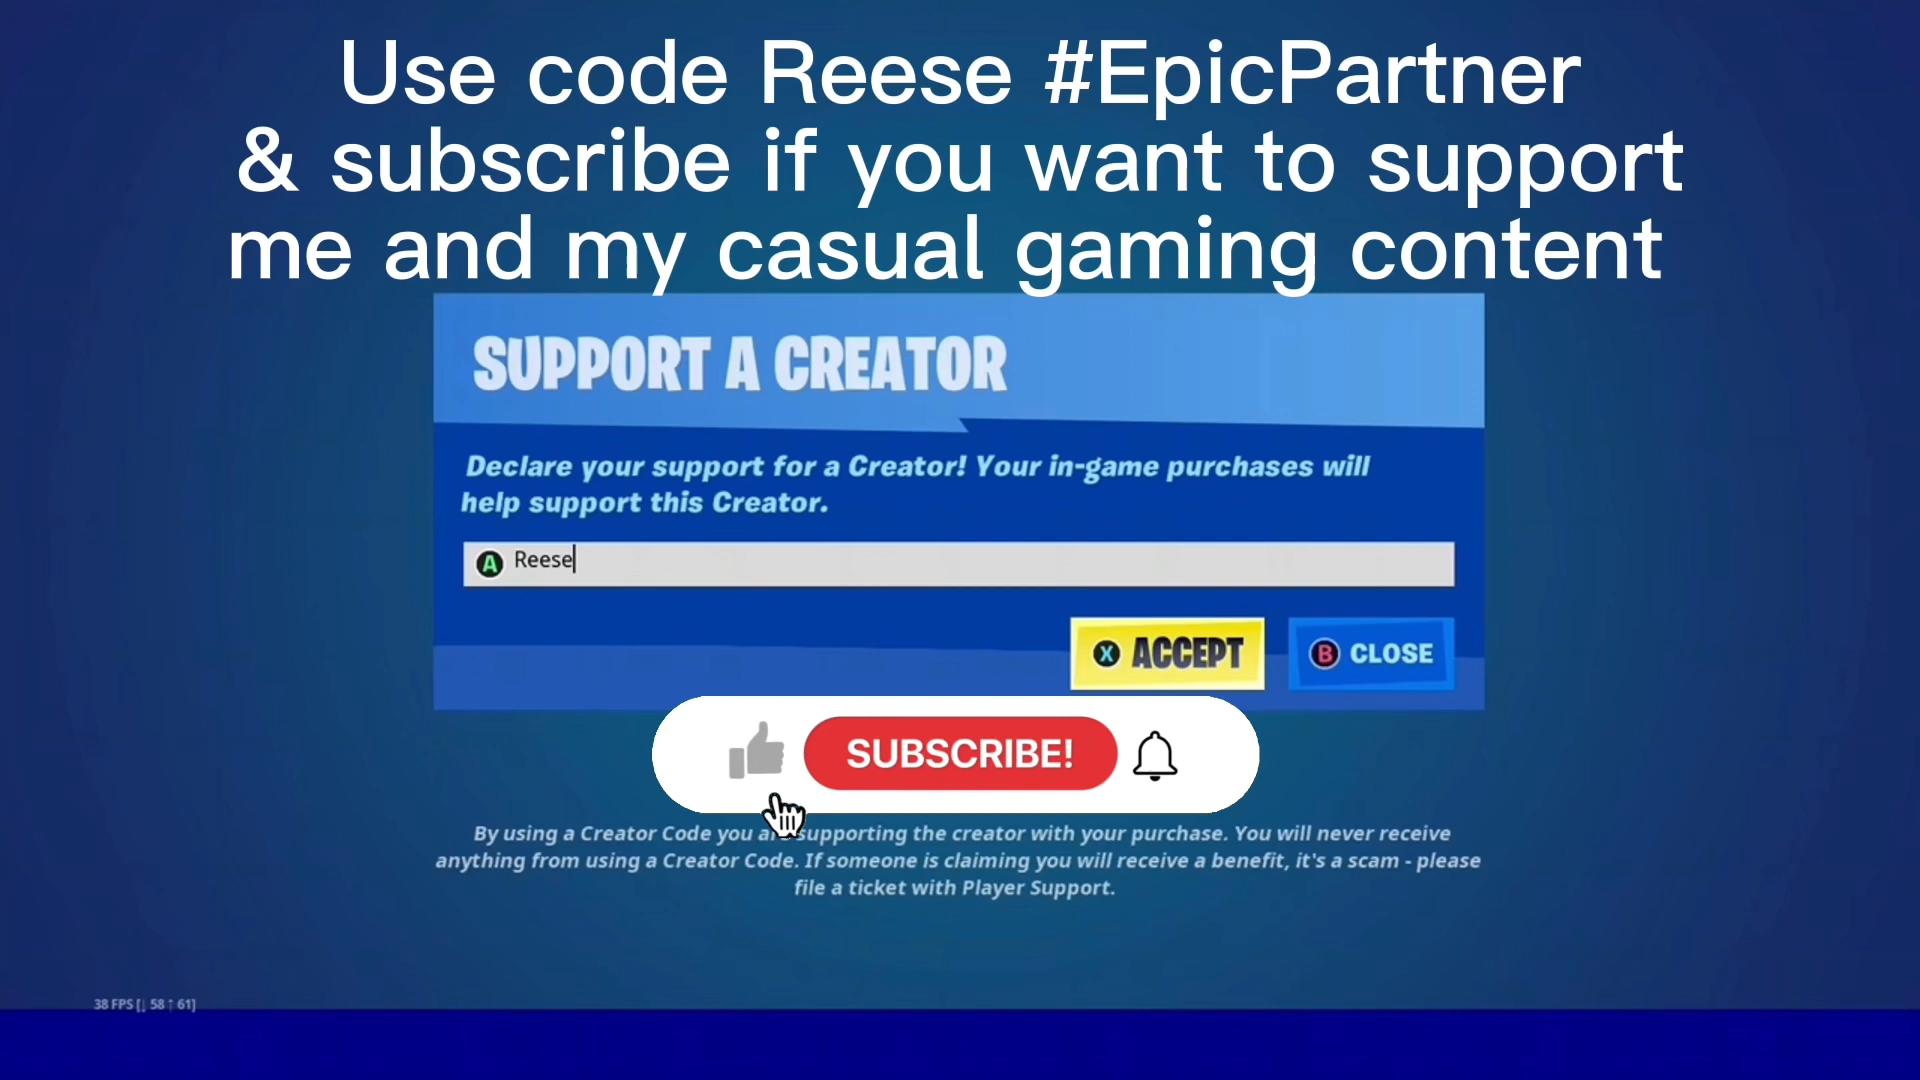 Use code Reese #EpicPartner
& subscribe if you want to support
me and my casual gaming content
SUPPORT A CREATOR
Declare your support for a Creator! Your in-game purchases will
help support this Creator.
A Reese
X ACCEPT B CLOSE
SUBSCRIBE!
By using a Creator Code you are supporting the creator with your purchase. You will never receive
anything from using a Creator Code. If someone is claiming you will receive a benefit, it's a scam - please
file a ticket with Player Support.
38 FPS [↓ 58 ↑ 61]